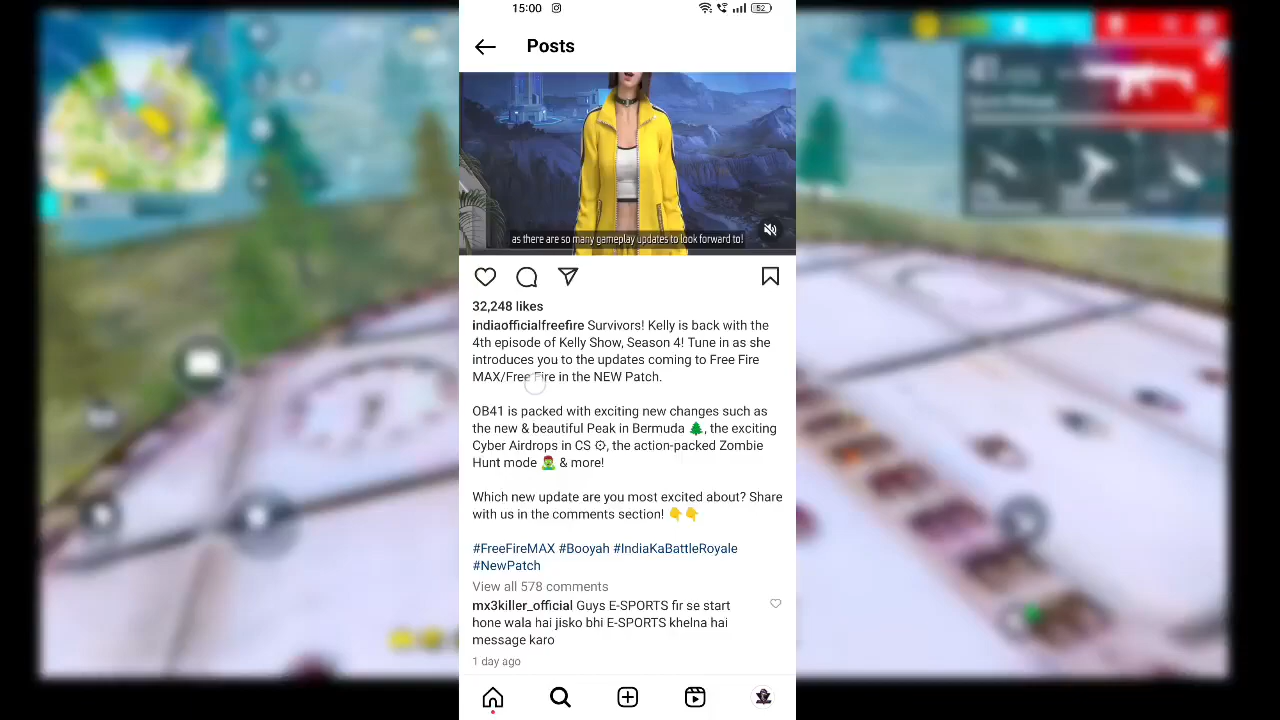 15:00
52
Posts
as there are so many gameplay updates to look forward to!
32,248 likes
indiaofficialfreefire Survivors! Kelly is back with the
4th episode of Kelly Show, Season 4! Tune in as she
introduces you to the updates coming to Free Fire
MAX/Free Fire in the NEW Patch.
OB41 is packed with exciting new changes such as
the new & beautiful Peak in Bermuda 🌲, the exciting
Cyber Airdrops in CS ⚙, the action-packed Zombie
Hunt mode 🧟‍♂️ & more!
Which new update are you most excited about? Share
with us in the comments section! 👇👇
#FreeFireMAX #Booyah #IndiaKaBattleRoyale
#NewPatch
View all 578 comments
mx3killer_official Guys E-SPORTS fir se start
hone wala hai jisko bhi E-SPORTS khelna hai
message karo
1 day ago